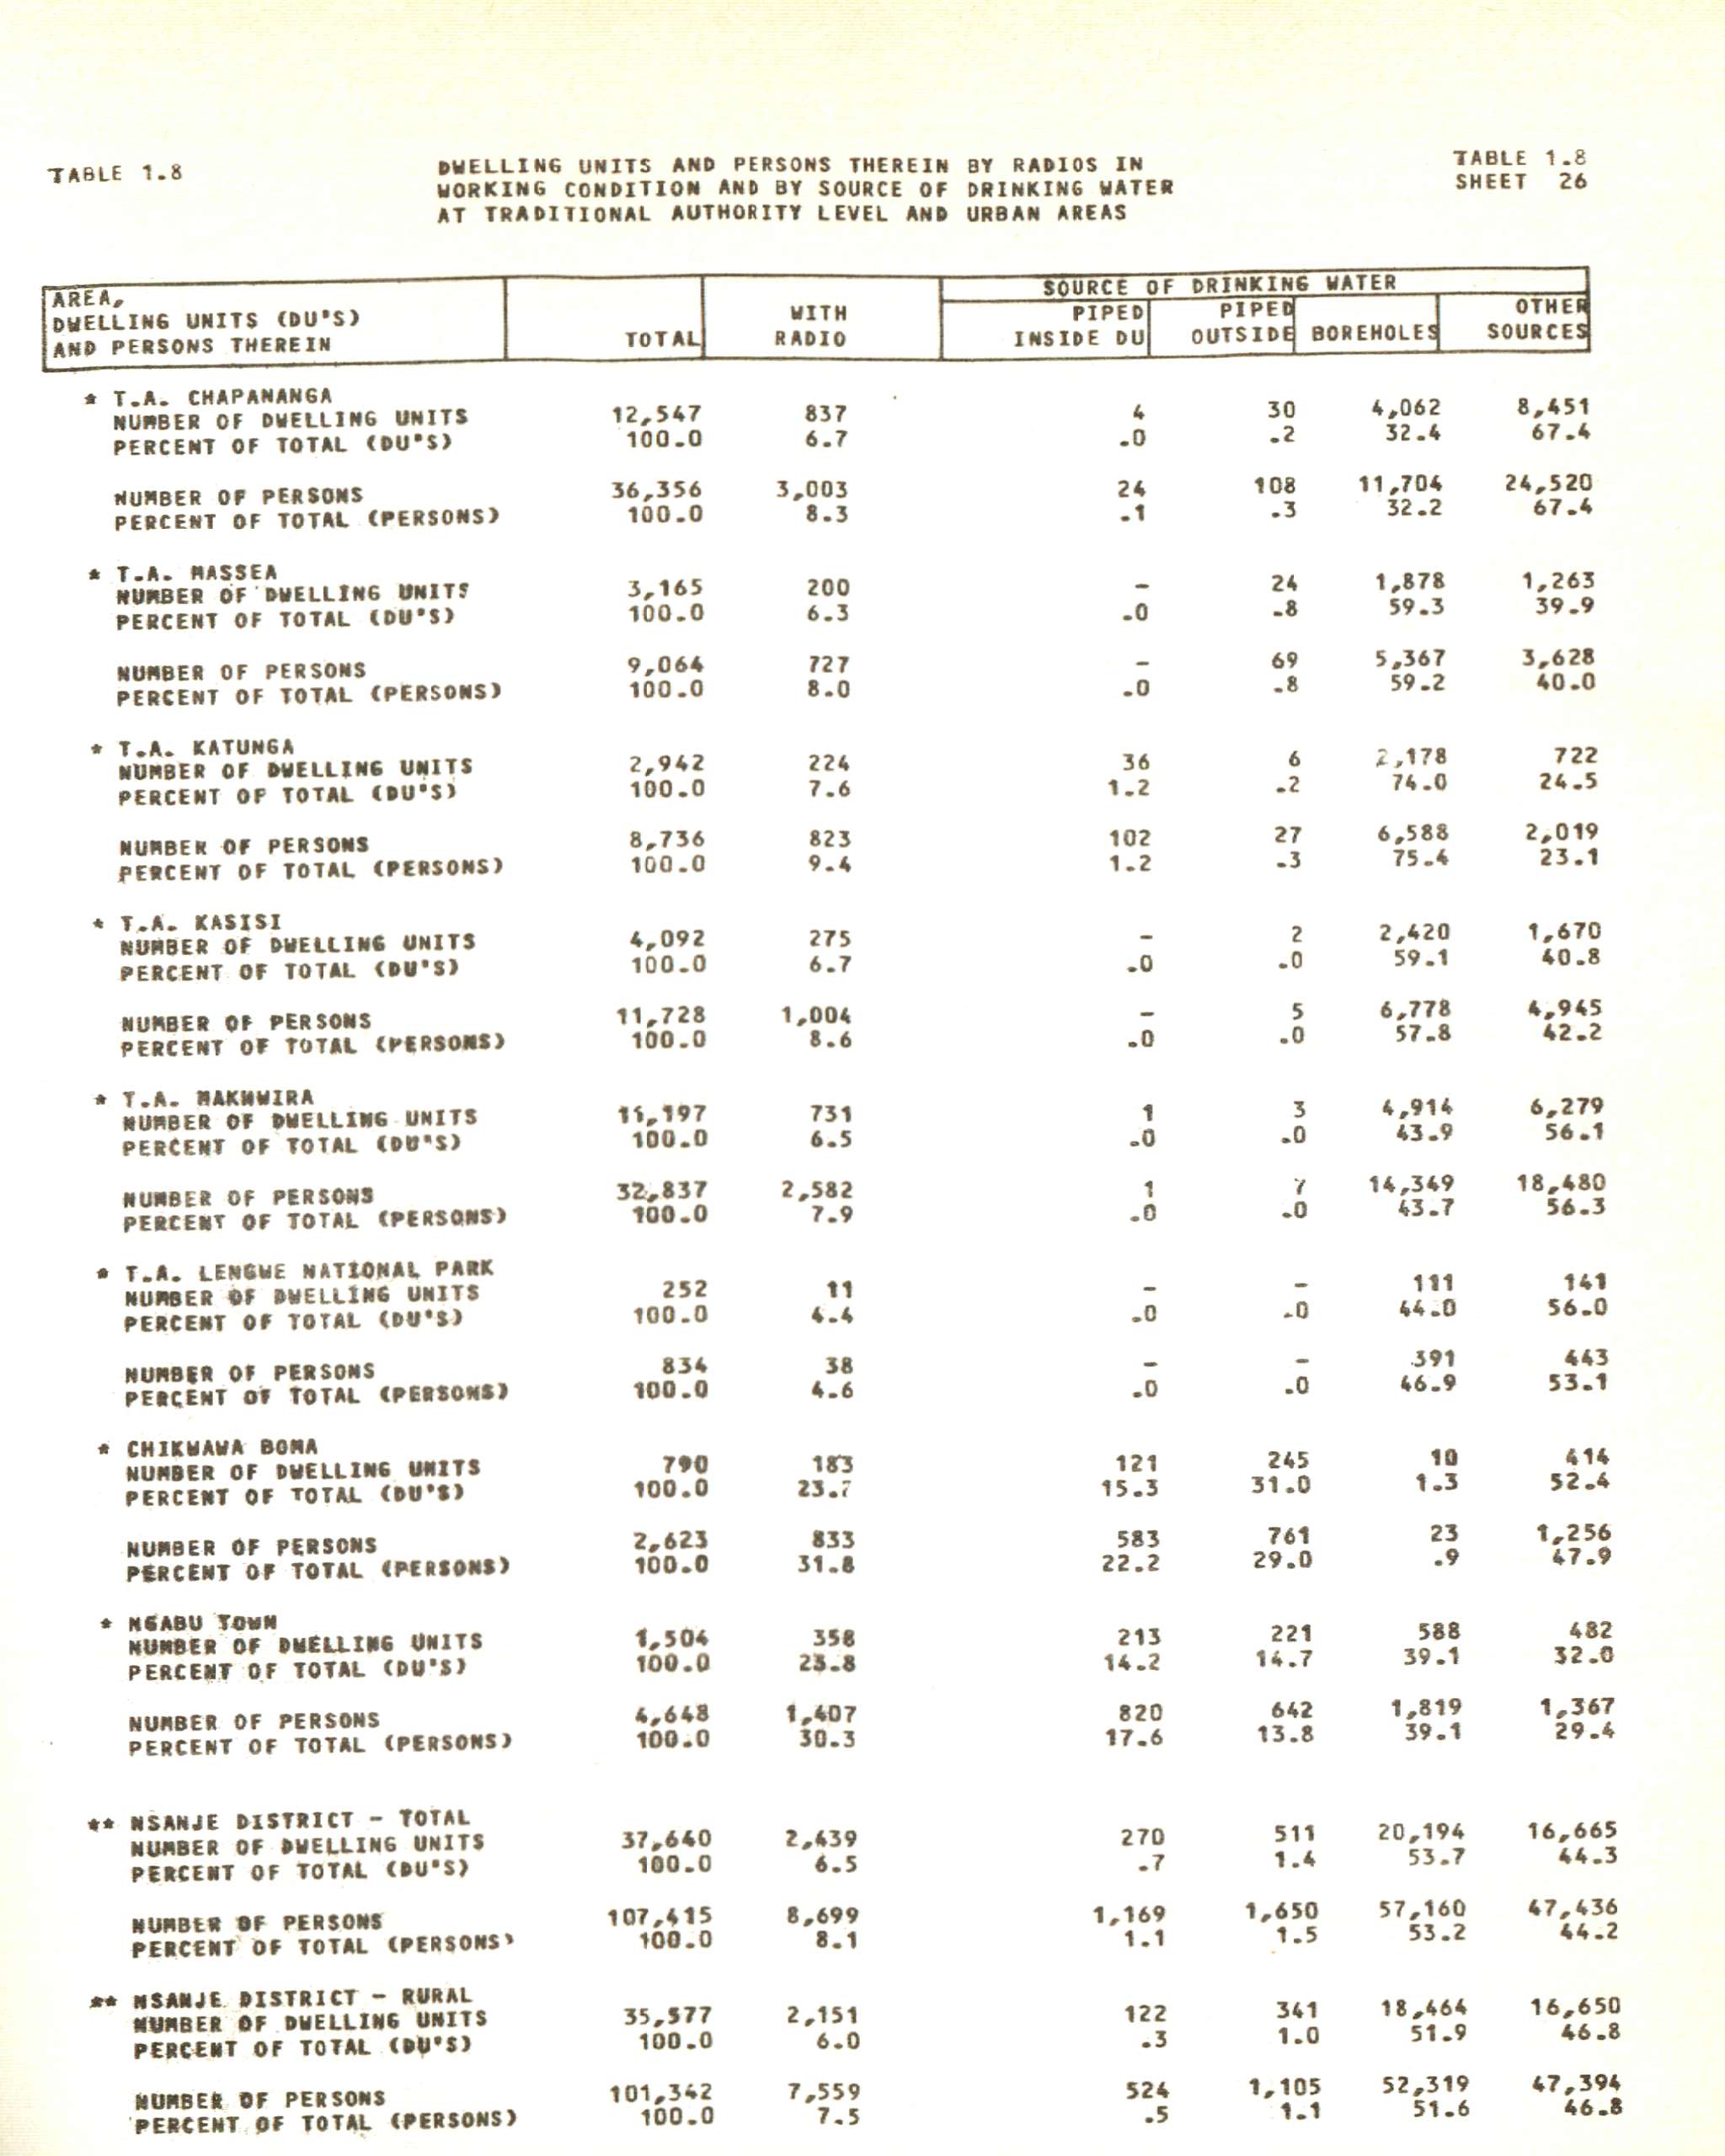 TABLE 1.8
DWELLING UNITS AND PERSONS THEREIN BY RADIOS IN
WORKING CONDITION AND BY SOURCE OF DRINKING WATER
AT TRADITIONAL AUTHORITY LEVEL AND URBAN AREAS
TABLE 1.8
SHEET 26
AREA,
DWELLING UNITS (DU'S)
AND PERSONS THEREIN
TOTAL
WITH
RADIO
SOURCE OF DRINKING WATER
PIPED
INSIDE DU
PIPED
OUTSIDE
BOREHOLES
OTHER
SOURCES
* T.A. CHAPANANGA
NUMBER OF DWELLING UNITS 12,547 837 4 30 4,062 8,451
PERCENT OF TOTAL (DU'S) 100.0 6.7 .0 .2 32.4 67.4
NUMBER OF PERSONS 36,356 3,003 24 108 11,704 24,520
PERCENT OF TOTAL (PERSONS) 100.0 8.3 .1 .3 32.2 67.4
* T.A. MASSEA
NUMBER OF DWELLING UNITS 3,165 200 - 24 1,878 1,263
PERCENT OF TOTAL (DU'S) 100.0 6.3 .0 .8 59.3 39.9
NUMBER OF PERSONS 9,064 727 - 69 5,367 3,628
PERCENT OF TOTAL (PERSONS) 100.0 8.0 .0 .8 59.2 40.0
* T.A. KATUNGA
NUMBER OF DWELLING UNITS 2,942 224 36 6 2,178 722
PERCENT OF TOTAL (DU'S) 100.0 7.6 1.2 .2 74.0 24.5
NUMBER OF PERSONS 8,736 823 102 27 6,588 2,019
PERCENT OF TOTAL (PERSONS) 100.0 9.4 1.2 .3 75.4 23.1
* T.A. KASISI
NUMBER OF DWELLING UNITS 4,092 275 - 2 2,420 1,670
PERCENT OF TOTAL (DU'S) 100.0 6.7 .0 .0 59.1 40.8
NUMBER OF PERSONS 11,728 1,004 - 5 6,778 4,945
PERCENT OF TOTAL (PERSONS) 100.0 8.6 .0 .0 57.8 42.2
* T.A. MAKHWIRA
NUMBER OF DWELLING UNITS 11,197 731 1 3 4,914 6,279
PERCENT OF TOTAL (DU'S) 100.0 6.5 .0 .0 43.9 56.1
NUMBER OF PERSONS 32,837 2,582 1 7 14,349 18,480
PERCENT OF TOTAL (PERSONS) 100.0 7.9 .0 .0 43.7 56.3
* T.A. LENGWE NATIONAL PARK
NUMBER OF DWELLING UNITS 252 11 - - 111 141
PERCENT OF TOTAL (DU'S) 100.0 4.4 .0 .0 44.0 56.0
NUMBER OF PERSONS 834 38 - - 391 443
PERCENT OF TOTAL (PERSONS) 100.0 4.6 .0 .0 46.9 53.1
* CHIKWAWA BOMA
NUMBER OF DWELLING UNITS 790 183 121 245 10 414
PERCENT OF TOTAL (DU'S) 100.0 15.3 31.0 1.3 52.4
NUMBER OF PERSONS 2,623 833 583 761 23 1,256
PERCENT OF TOTAL (PERSONS) 100.0 31.8 22.2 29.0 .9 47.9
* NGABU TOWN
NUMBER OF DWELLING UNITS 1,504 358 213 221 588 482
PERCENT OF TOTAL (DU'S) 100.0 23.8 14.2 14.7 39.1 32.0
NUMBER OF PERSONS 4,648 1,407 820 642 1,819 1,367
PERCENT OF TOTAL (PERSONS) 100.0 30.3 17.6 13.8 39.1 29.4
** NSANJE DISTRICT - TOTAL
NUMBER OF DWELLING UNITS 37,640 2,439 270 511 20,194 16,665
PERCENT OF TOTAL (DU'S) 100.0 6.5 .7 1.4 53.7 44.3
NUMBER OF PERSONS 107,415 8,699 1,169 1,650 57,160 47,436
PERCENT OF TOTAL (PERSONS) 100.0 8.1 1.1 1.5 53.2 44.2
** NSANJE DISTRICT - RURAL
NUMBER OF DWELLING UNITS 35,577 2,151 122 341 18,464 16,650
PERCENT OF TOTAL (DU'S) 100.0 6.0 .3 1.0 51.9 46.8
NUMBER OF PERSONS 101,342 7,559 524 1,105 52,319 47,394
PERCENT OF TOTAL (PERSONS) 100.0 7.5 .5 1.1 51.6 46.8